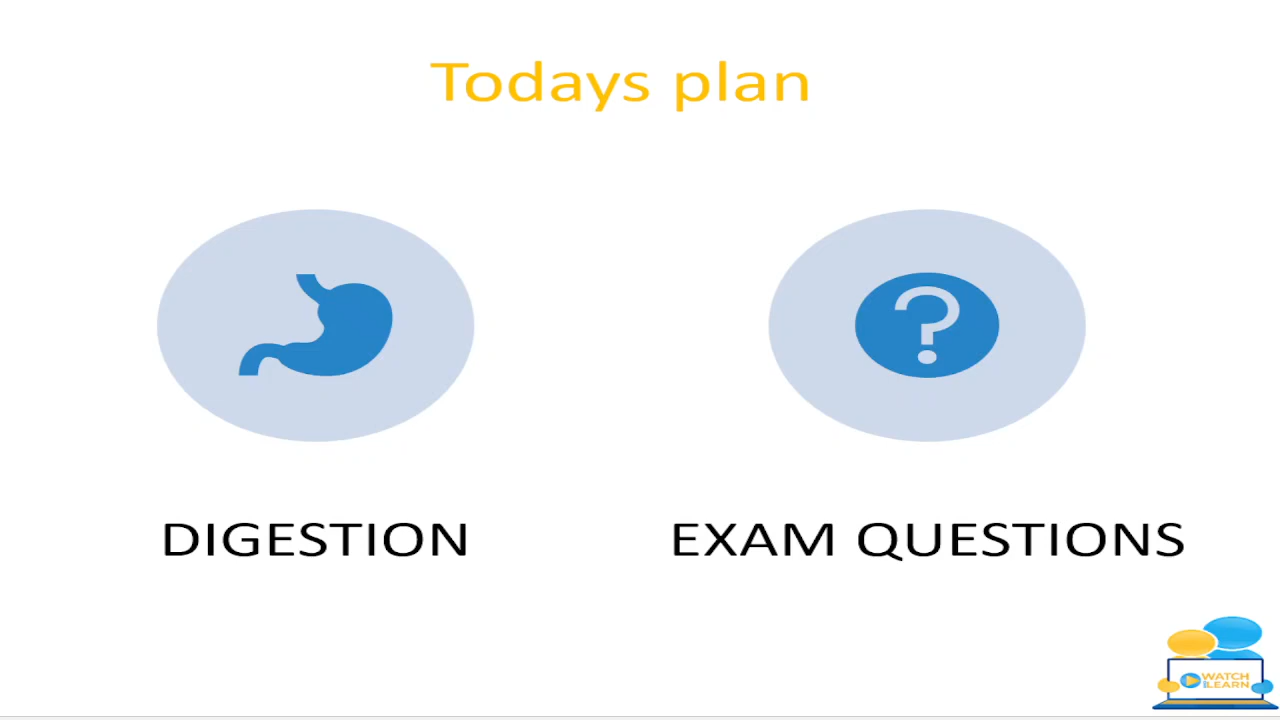 Todays plan
DIGESTION
EXAM QUESTIONS
WATCH
LEARN